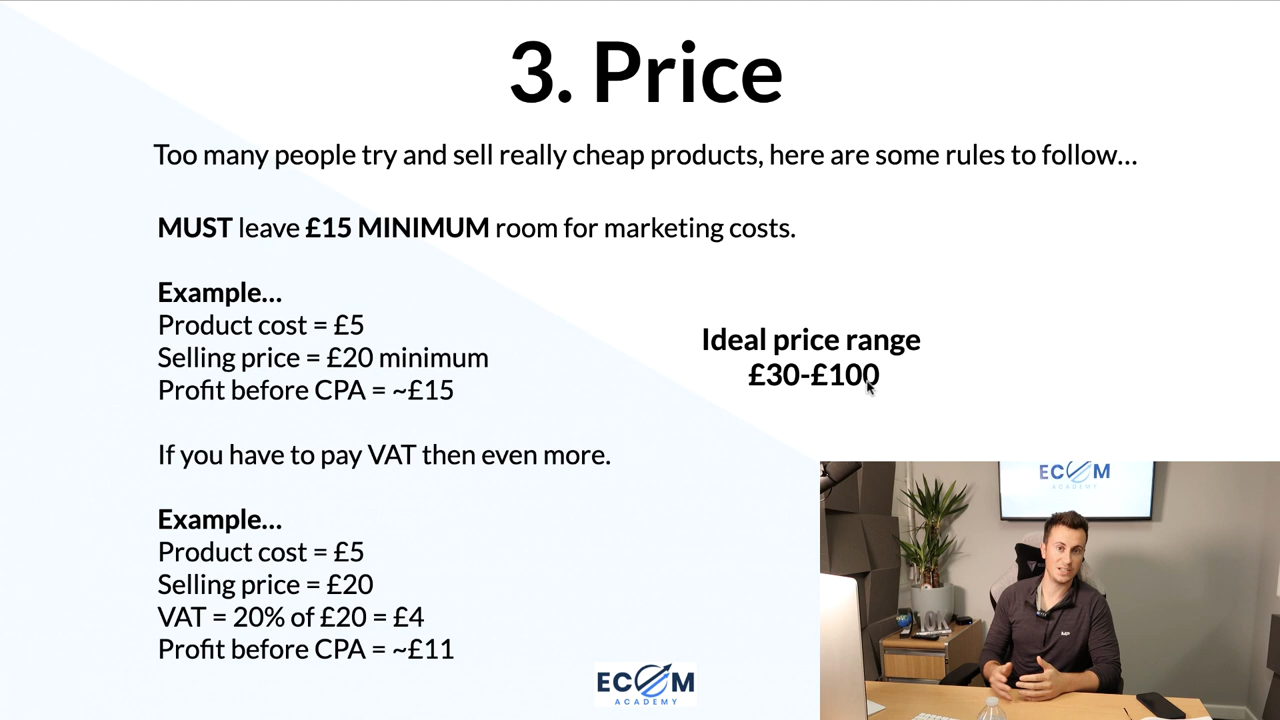 3. Price
Too many people try and sell really cheap products, here are some rules to follow...
MUST leave £15 MINIMUM room for marketing costs.
Example...
Product cost = £5
Selling price = £20 minimum
Profit before CPA = ~£15
Ideal price range
£30-£100
If you have to pay VAT then even more.
Example...
Product cost = £5
Selling price = £20
VAT = 20% of £20 = £4
Profit before CPA = ~£11
ECOM
ACADEMY
ECOM
ACADEMY
10K